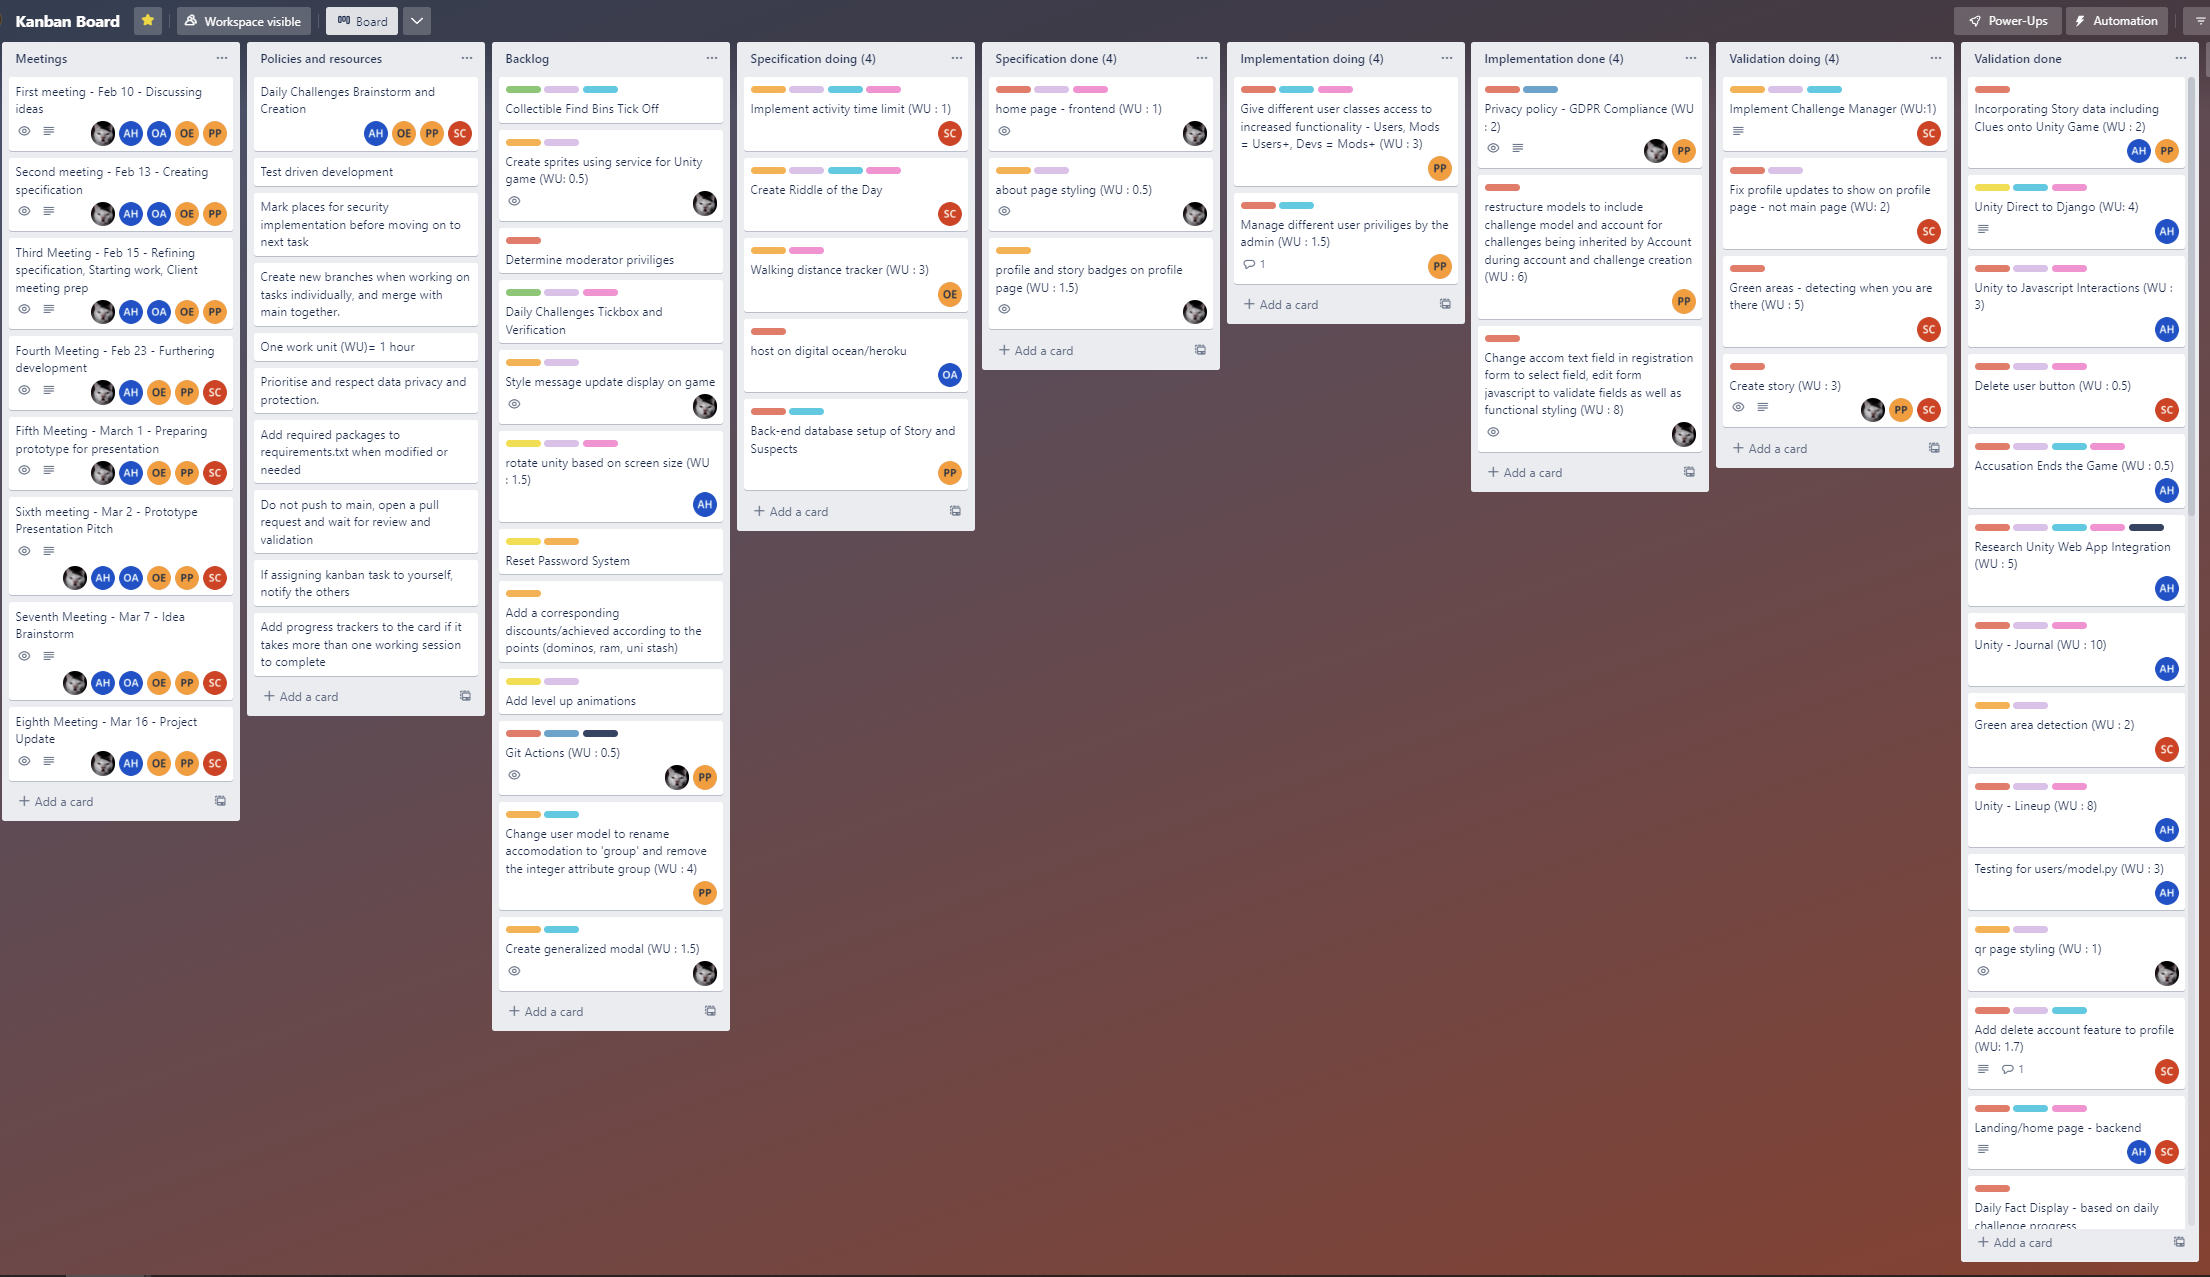 Kanban Board
Workspace visible
Board
Power-Ups
Automation
Meetings
First meeting - Feb 10 - Discussing
ideas
AH OA OE PP
Second meeting - Feb 13 - Creating
specification
AH OA OE PP
Third Meeting - Feb 15 - Refining
specification, Starting work, Client
meeting prep
AH OA OE PP
Fourth Meeting - Feb 23 - Furthering
development
AH OE PP SC
Fifth Meeting - March 1 - Preparing
prototype for presentation
AH OE PP SC
Sixth meeting - Mar 2 - Prototype
Presentation Pitch
AH OA OE PP SC
Seventh Meeting - Mar 7 - Idea
Brainstorm
AH OA OE PP SC
Eighth Meeting - Mar 16 - Project
Update
AH OE PP SC
+ Add a card
Policies and resources
Daily Challenges Brainstorm and
Creation
AH OE PP SC
Test driven development
Mark places for security
implementation before moving on to
next task
Create new branches when working on
tasks individually, and merge with
main together.
One work unit (WU)= 1 hour
Prioritise and respect data privacy and
protection.
Add required packages to
requirements.txt when modified or
needed
Do not push to main, open a pull
request and wait for review and
validation
If assigning kanban task to yourself,
notify the others
Add progress trackers to the card if it
takes more than one working session
to complete
+ Add a card
Backlog
Collectible Find Bins Tick Off
Create sprites using service for Unity
game (WU: 0.5)
Determine moderator priviliges
Daily Challenges Tickbox and
Verification
Style message update display on game
rotate unity based on screen size (WU
: 1.5)
AH
Reset Password System
Add a corresponding
discounts/achieved according to the
points (dominos, ram, uni stash)
Add level up animations
Git Actions (WU : 0.5)
PP
Change user model to rename
accomodation to 'group' and remove
the integer attribute group (WU : 4)
PP
Create generalized modal (WU : 1.5)
+ Add a card
Specification doing (4)
Implement activity time limit (WU : 1)
SC
Create Riddle of the Day
SC
Walking distance tracker (WU : 3)
OE
host on digital ocean/heroku
OA
Back-end database setup of Story and
Suspects
PP
+ Add a card
Specification done (4)
home page - frontend (WU : 1)
about page styling (WU : 0.5)
profile and story badges on profile
page (WU : 1.5)
+ Add a card
Implementation doing (4)
Give different user classes access to
increased functionality - Users, Mods
= Users+, Devs = Mods+ (WU : 3)
PP
Manage different user priviliges by the
admin (WU : 1.5)
1
PP
+ Add a card
Implementation done (4)
Privacy policy - GDPR Compliance (WU
: 2)
PP
restructure models to include
challenge model and account for
challenges being inherited by Account
during account and challenge creation
(WU : 6)
PP
Change accom text field in registration
form to select field, edit form
javascript to validate fields as well as
functional styling (WU : 8)
+ Add a card
Validation doing (4)
Implement Challenge Manager (WU:1)
SC
Fix profile updates to show on profile
page - not main page (WU: 2)
SC
Green areas - detecting when you are
there (WU : 5)
SC
Create story (WU : 3)
PP SC
+ Add a card
Validation done
Incorporating Story data including
Clues onto Unity Game (WU : 2)
AH PP
Unity Direct to Django (WU: 4)
AH
Unity to Javascript Interactions (WU :
3)
AH
Delete user button (WU : 0.5)
SC
Accusation Ends the Game (WU : 0.5)
AH
Research Unity Web App Integration
(WU : 5)
AH
Unity - Journal (WU : 10)
AH
Green area detection (WU : 2)
SC
Unity - Lineup (WU : 8)
AH
Testing for users/model.py (WU : 3)
AH
qr page styling (WU : 1)
Add delete account feature to profile
(WU: 1.7)
1
SC
Landing/home page - backend
AH SC
Daily Fact Display - based on daily
challenge progress
+ Add a card